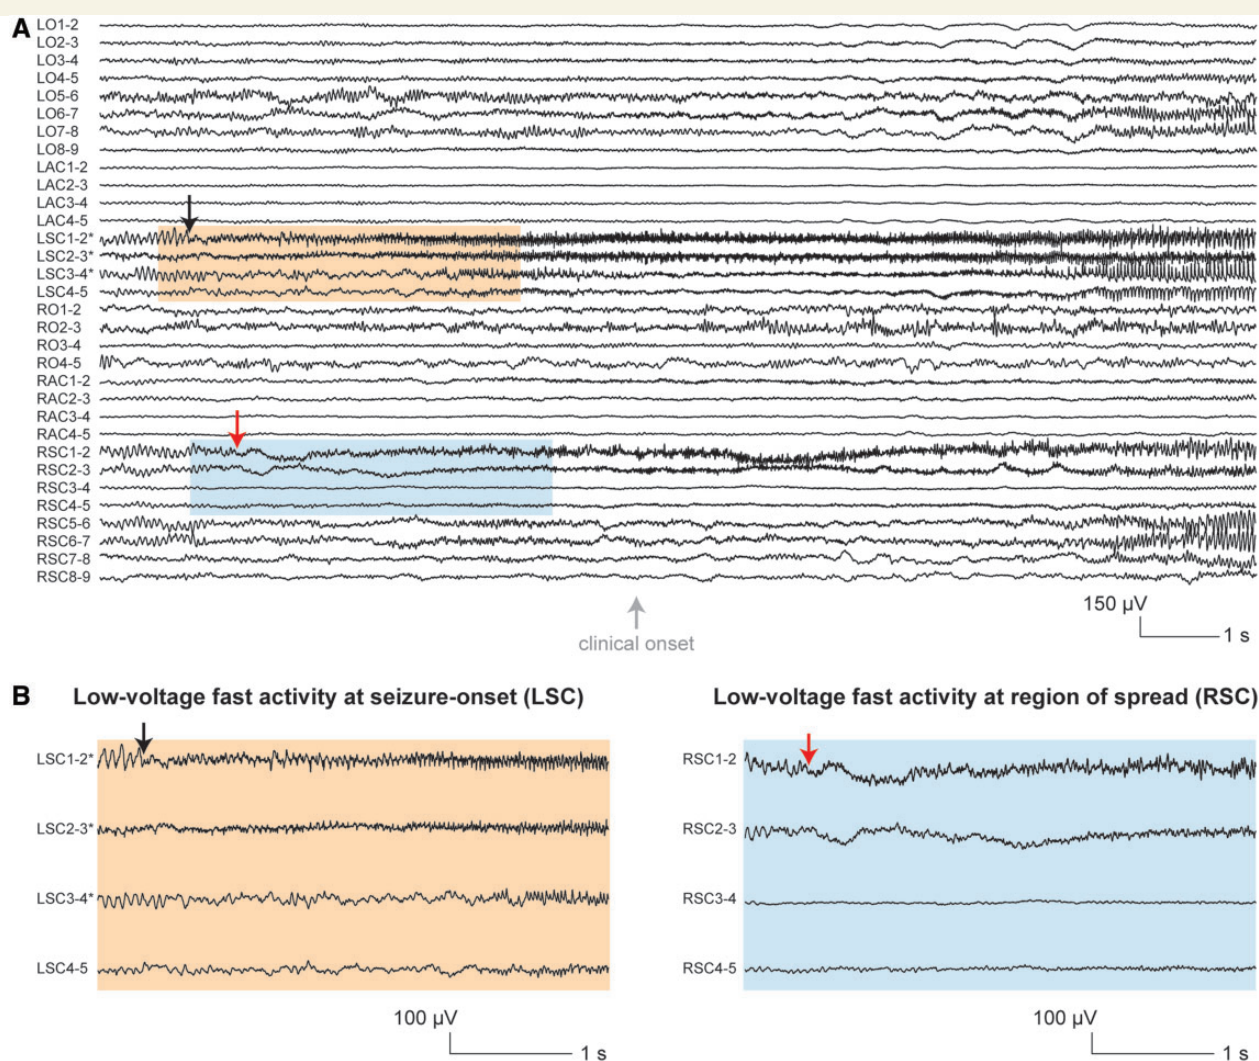 A
LO1-2
LO2-3
LO3-4
LO4-5
LO5-6
LO6-7
LO7-8
LO8-9
LAC1-2
LAC2-3
LAC3-4
LAC4-5
LSC1-2*
LSC2-3*
LSC3-4*
LSC4-5
RO1-2
RO2-3
RO3-4
RO4-5
RAC1-2
RAC2-3
RAC3-4
RAC4-5
RSC1-2
RSC2-3
RSC3-4
RSC4-5
RSC5-6
RSC6-7
RSC7-8
RSC8-9
clinical onset
150 µV
1 s
B
Low-voltage fast activity at seizure-onset (LSC)
LSC1-2*
LSC2-3*
LSC3-4*
LSC4-5
100 µV
1 s
Low-voltage fast activity at region of spread (RSC)
RSC1-2
RSC2-3
RSC3-4
RSC4-5
100 µV
1 s